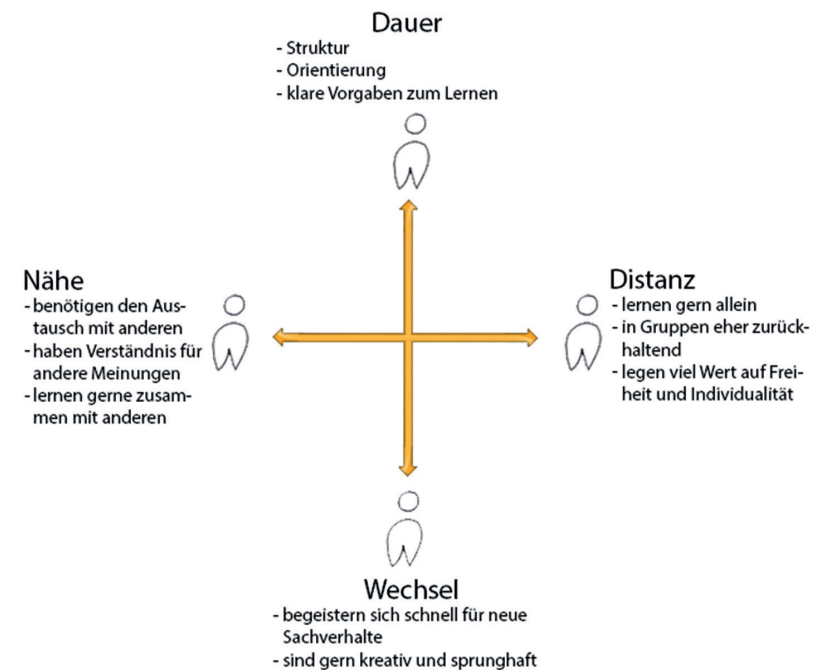 Dauer
- Struktur
- Orientierung
- klare Vorgaben zum Lernen
Nähe
- benötigen den Aus-
tausch mit anderen
- haben Verständnis für
andere Meinungen
- lernen gerne zusam-
men mit anderen
Distanz
- lernen gern allein
- in Gruppen eher zurück-
haltend
- legen viel Wert auf Frei-
heit und Individualität
Wechsel
- begeistern sich schnell für neue
Sachverhalte
- sind gern kreativ und sprunghaft